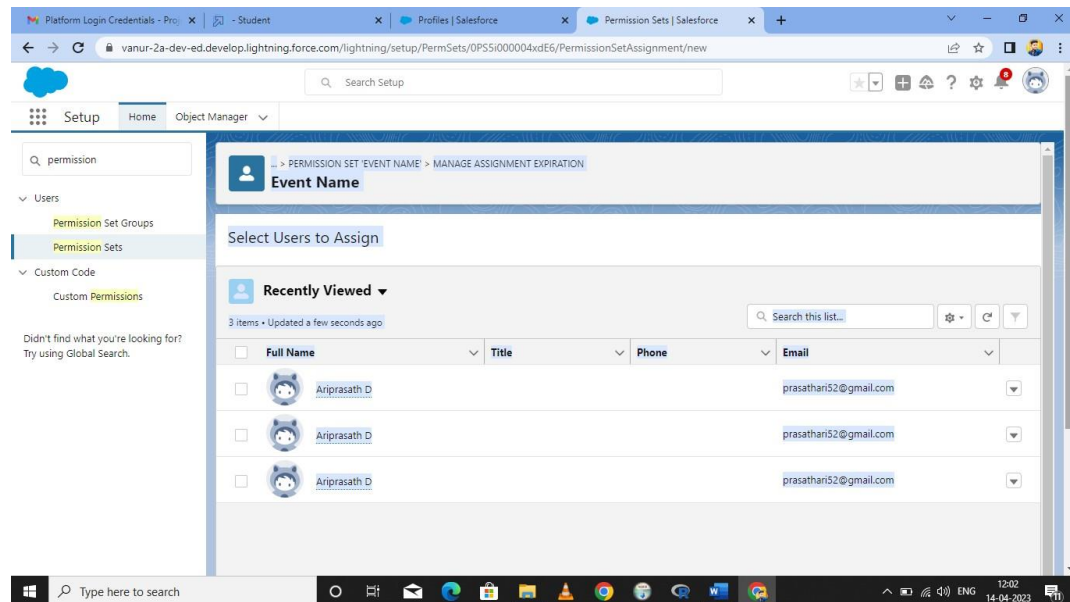 Platform Login Credentials - Proj
- Student
Profiles | Salesforce
Permission Sets | Salesforce
vanur-2a-dev-ed.develop.lightning.force.com/lightning/setup/PermSets/0PS5i000004xdE6/PermissionSetAssignment/new
Search Setup
8
Setup
Home
Object Manager
permission
Users
Permission Set Groups
Permission Sets
Custom Code
Custom Permissions
Didn't find what you're looking for?
Try using Global Search.
... > PERMISSION SET 'EVENT NAME' > MANAGE ASSIGNMENT EXPIRATION
Event Name
Select Users to Assign
Recently Viewed
3 items • Updated a few seconds ago
Search this list...
Full Name Title Phone Email
Ariprasath D prasathari52@gmail.com
Ariprasath D prasathari52@gmail.com
Ariprasath D prasathari52@gmail.com
Type here to search
ENG
12:02
14-04-2023